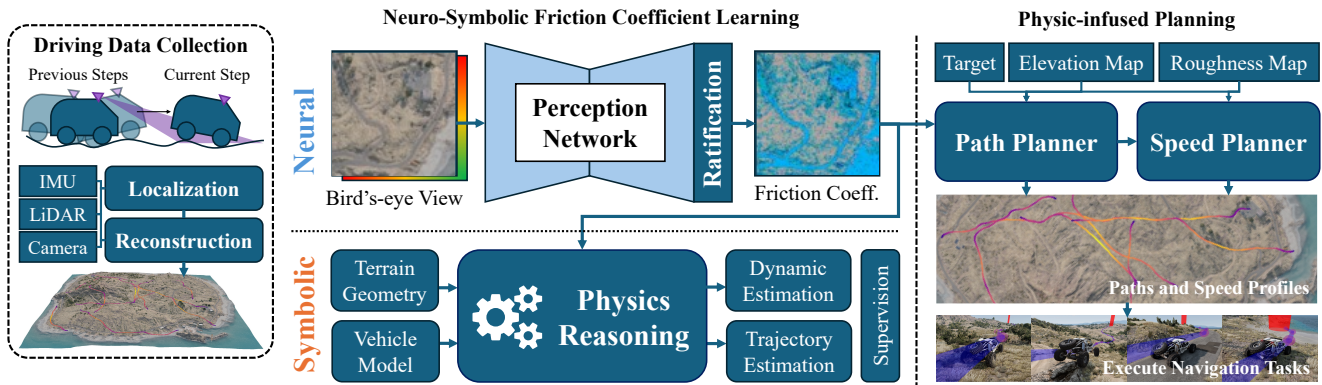 Driving Data Collection
Previous Steps
Current Step
IMU
LiDAR
Camera
Localization
Reconstruction
Neuro-Symbolic Friction Coefficient Learning
Neural
Bird's-eye View
Perception
Network
Ratification
Friction Coeff.
Symbolic
Terrain
Geometry
Vehicle
Model
Physics
Reasoning
Dynamic
Estimation
Trajectory
Estimation
Supervision
Physic-infused Planning
Target
Elevation Map
Roughness Map
Path Planner
Speed Planner
Paths and Speed Profiles
Execute Navigation Tasks